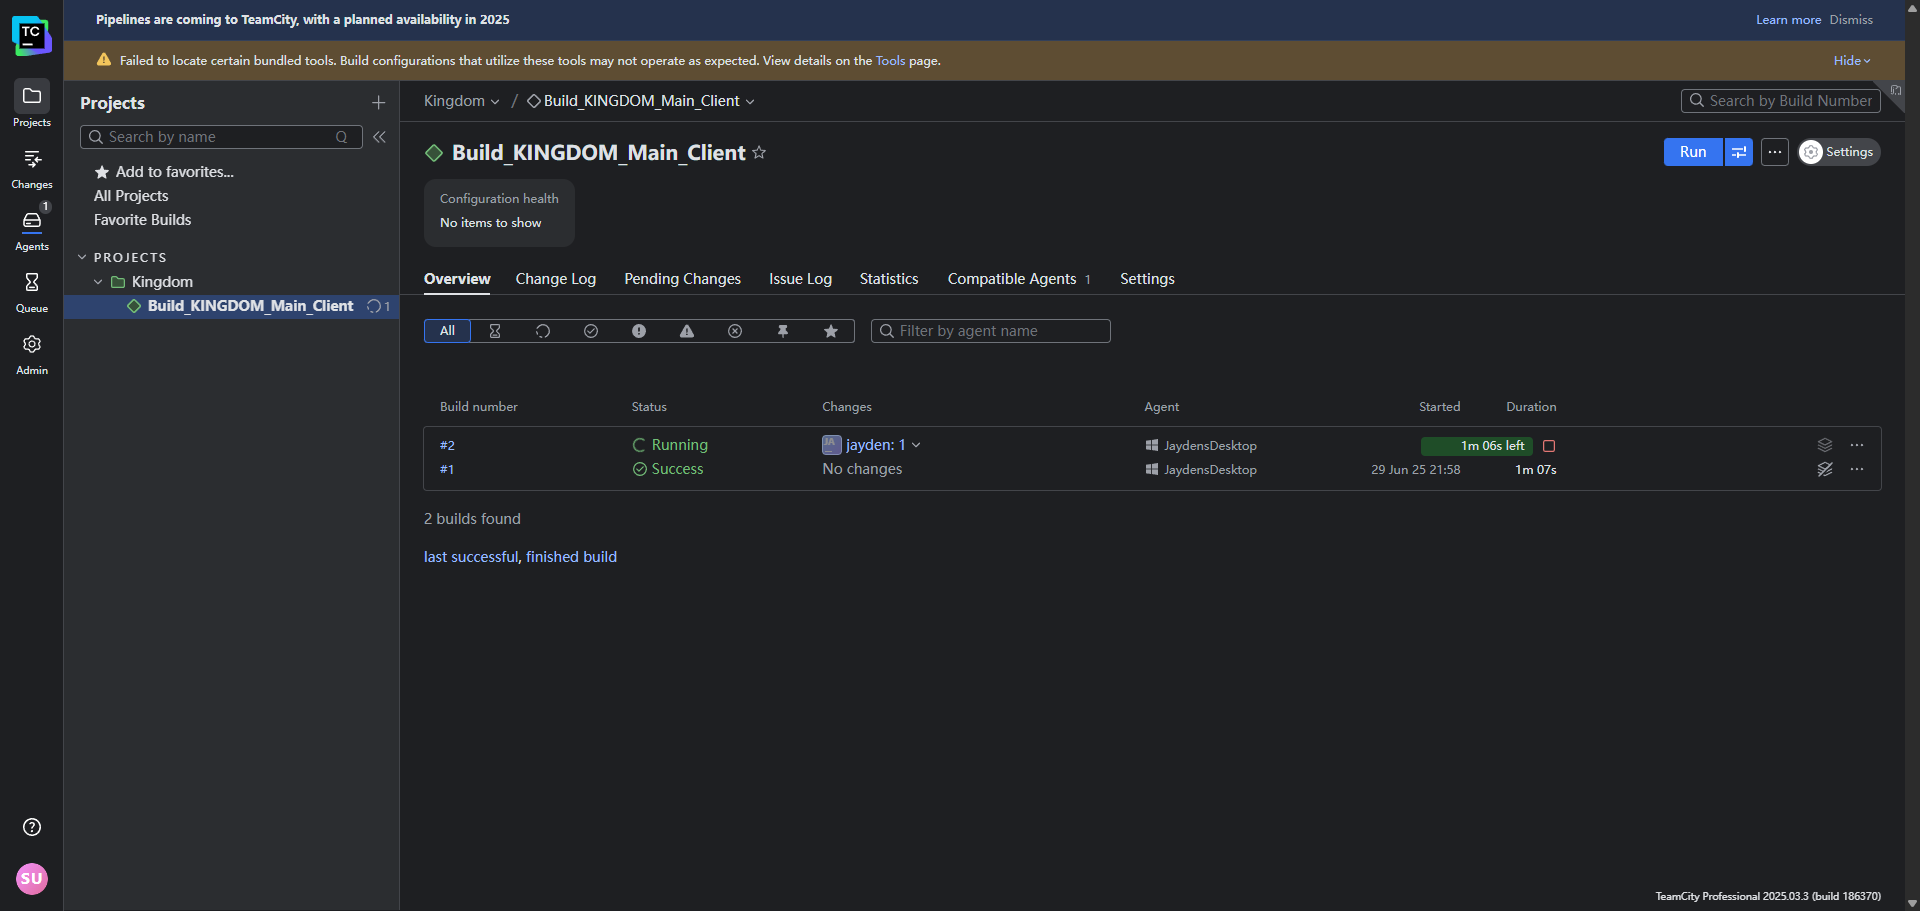 Pipelines are coming to TeamCity, with a planned availability in 2025
Learn more Dismiss
Failed to locate certain bundled tools. Build configurations that utilize these tools may not operate as expected. View details on the Tools page.
Hide
TC
Projects
Changes
1
Agents
Queue
Admin
SU
Projects
Search by name Q
Add to favorites...
All Projects
Favorite Builds
PROJECTS
Kingdom
Build_KINGDOM_Main_Client 1
Kingdom / Build_KINGDOM_Main_Client
Search by Build Number
Build_KINGDOM_Main_Client
Run ... Settings
Configuration health
No items to show
Overview Change Log Pending Changes Issue Log Statistics Compatible Agents 1 Settings
All
Filter by agent name
Build number Status Changes Agent Started Duration
#2 Running JA jayden: 1 JaydensDesktop 1m 06s left
#1 Success No changes JaydensDesktop 29 Jun 25 21:58 1m 07s
2 builds found
last successful, finished build
TeamCity Professional 2025.03.3 (build 186370)